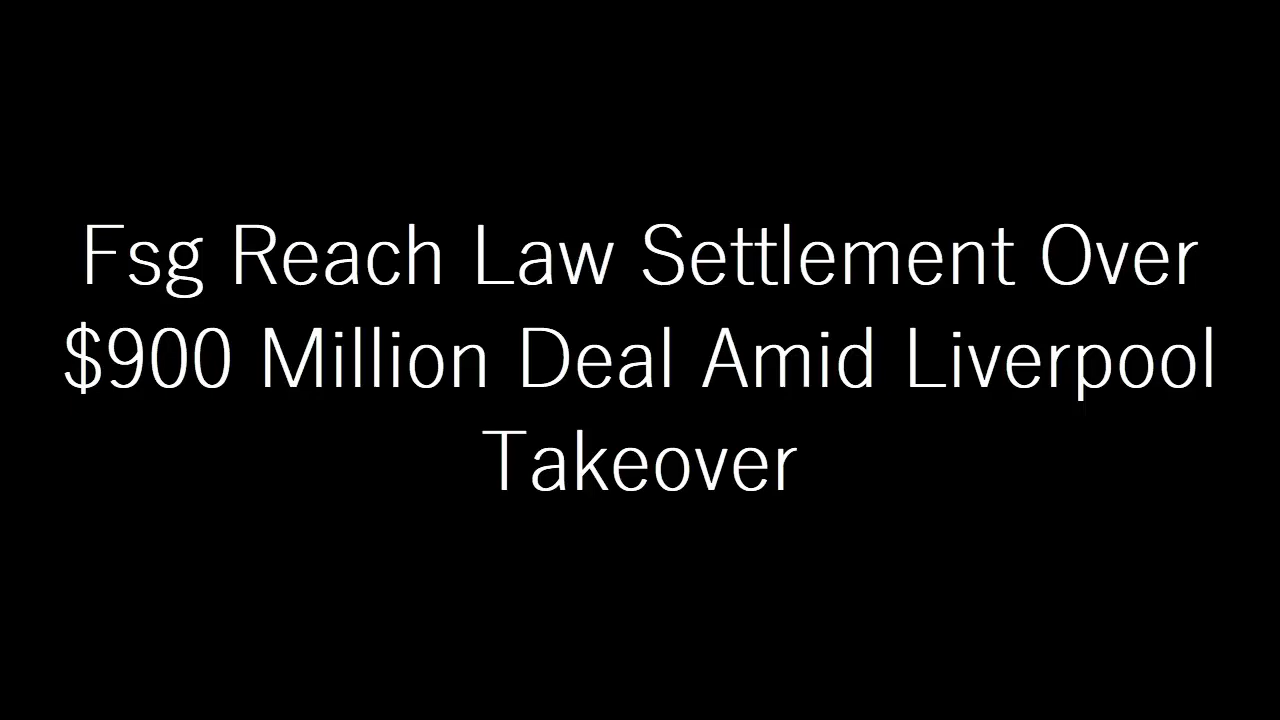 Fsg Reach Law Settlement Over
$900 Million Deal Amid Liverpool
Takeover